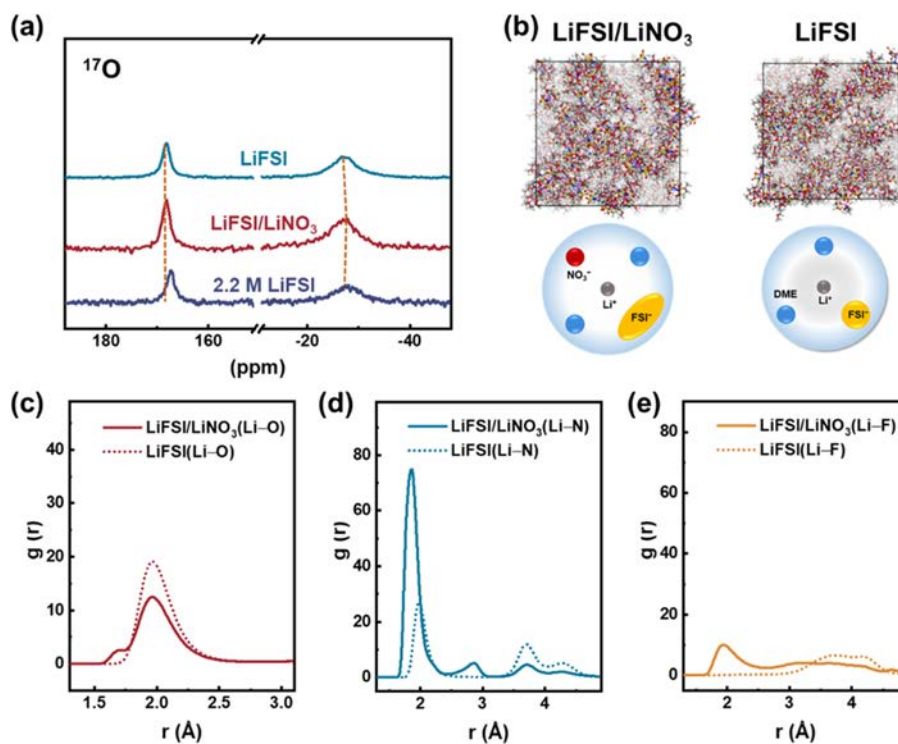 (a)
¹⁷O
LiFSI
LiFSI/LiNO₃
2.2 M LiFSI
180 160 -20 -40
(ppm)
(b)
LiFSI/LiNO₃ LiFSI
NO₃⁻
Li⁺
FSI⁻
DME
Li⁺
FSI⁻
(c)
LiFSI/LiNO₃(Li–O)
LiFSI(Li–O)
40
30
20
10
0
g (r)
1.5 2.0 2.5 3.0
r (Å)
(d)
LiFSI/LiNO₃(Li–N)
LiFSI(Li–N)
80
60
40
20
0
g (r)
2 3 4
r (Å)
(e)
LiFSI/LiNO₃(Li–F)
LiFSI(Li–F)
80
60
40
20
0
g (r)
2 3 4
r (Å)